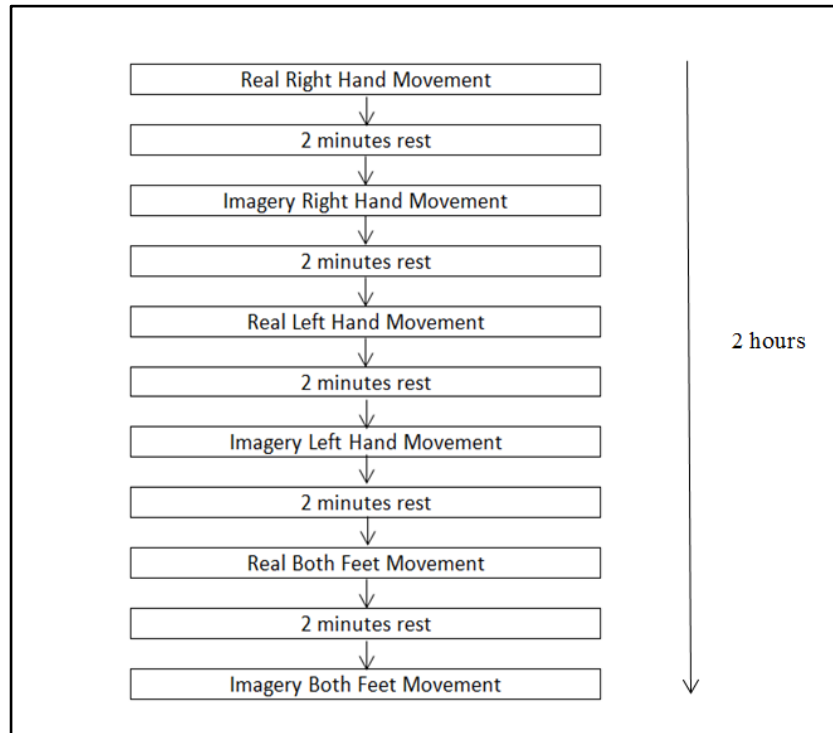 Real Right Hand Movement
2 minutes rest
Imagery Right Hand Movement
2 minutes rest
Real Left Hand Movement
2 minutes rest
Imagery Left Hand Movement
2 minutes rest
Real Both Feet Movement
2 minutes rest
Imagery Both Feet Movement
2 hours